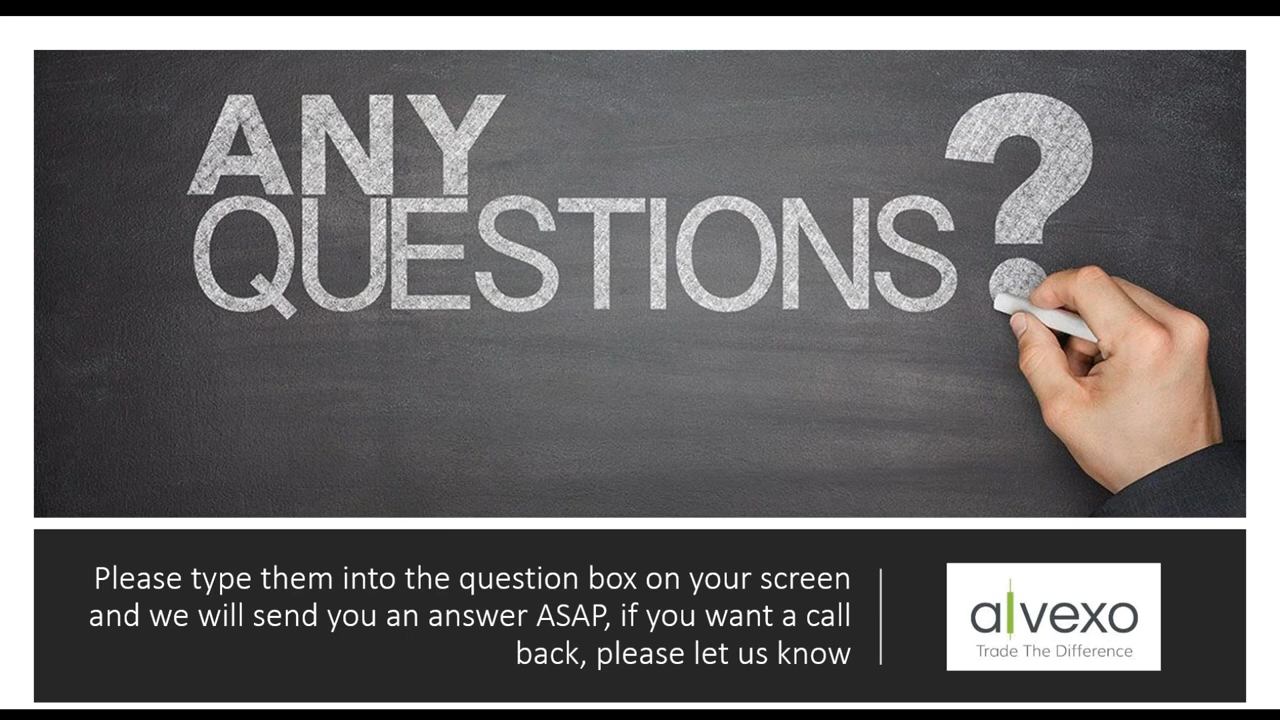 ANY
QUESTIONS?
Please type them into the question box on your screen
and we will send you an answer ASAP, if you want a call
back, please let us know
alvexo
Trade The Difference